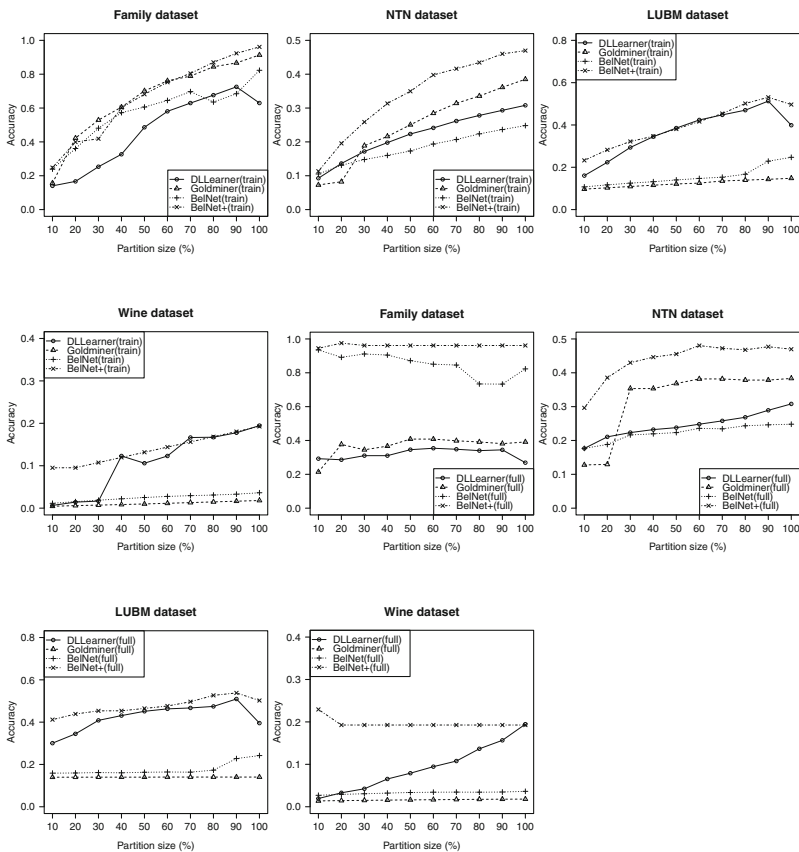 Family dataset
Accuracy
1.0
0.8
0.6
0.4
0.2
0.0
DLLearner(train)
Goldminer(train)
BelNet(train)
BelNet+(train)
10 20 30 40 50 60 70 80 90 100
Partition size (%)
NTN dataset
Accuracy
0.5
0.4
0.3
0.2
0.1
0.0
DLLearner(train)
Goldminer(train)
BelNet(train)
BelNet+(train)
10 20 30 40 50 60 70 80 90 100
Partition size (%)
LUBM dataset
Accuracy
0.8
0.6
0.4
0.2
0.0
DLLearner(train)
Goldminer(train)
BelNet(train)
BelNet+(train)
10 20 30 40 50 60 70 80 90 100
Partition size (%)
Wine dataset
Accuracy
0.4
0.3
0.2
0.1
0.0
DLLearner(train)
Goldminer(train)
BelNet(train)
BelNet+(train)
10 20 30 40 50 60 70 80 90 100
Partition size (%)
Family dataset
Accuracy
1.0
0.8
0.6
0.4
0.2
0.0
DLLearner(full)
Goldminer(full)
BelNet(full)
BelNet+(full)
10 20 30 40 50 60 70 80 90 100
Partition size (%)
NTN dataset
Accuracy
0.5
0.4
0.3
0.2
0.1
0.0
DLLearner(full)
Goldminer(full)
BelNet(full)
BelNet+(full)
10 20 30 40 50 60 70 80 90 100
Partition size (%)
LUBM dataset
Accuracy
0.8
0.6
0.4
0.2
0.0
DLLearner(full)
Goldminer(full)
BelNet(full)
BelNet+(full)
10 20 30 40 50 60 70 80 90 100
Partition size (%)
Wine dataset
Accuracy
0.4
0.3
0.2
0.1
0.0
DLLearner(full)
Goldminer(full)
BelNet(full)
BelNet+(full)
10 20 30 40 50 60 70 80 90 100
Partition size (%)